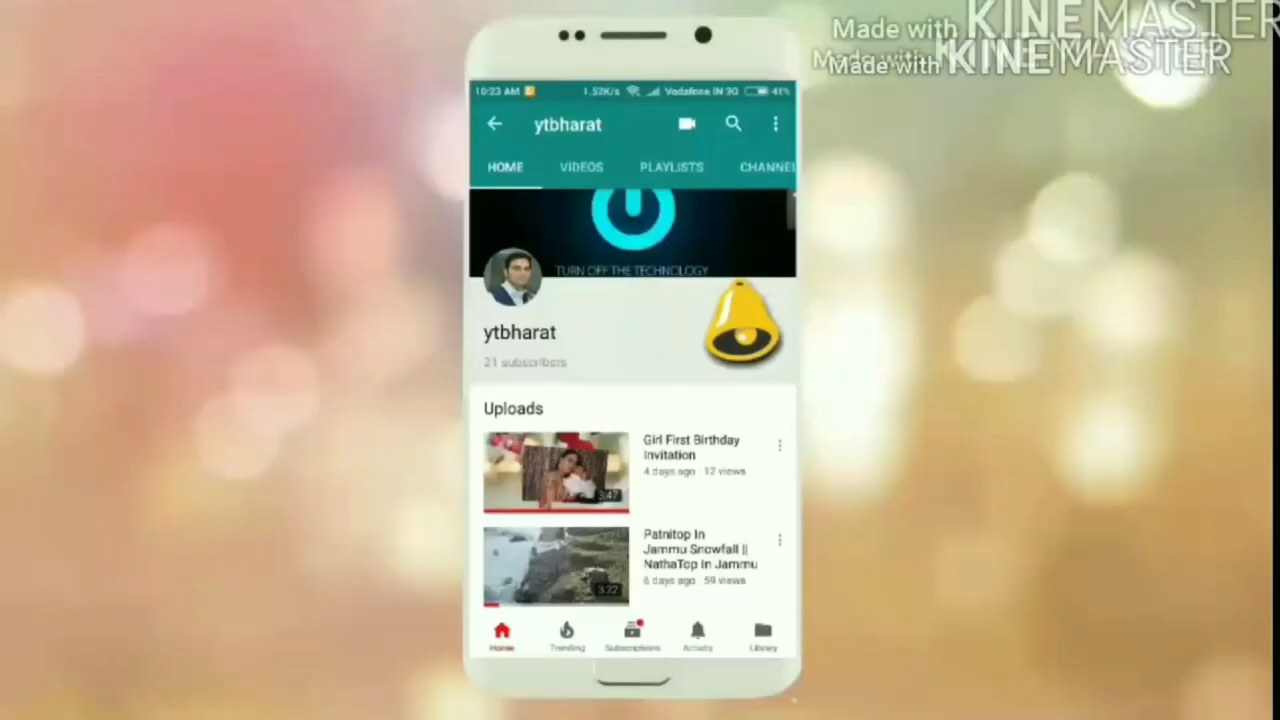 Made with KINEMASTER
Made with KINEMASTER
10:23 AM 1.52K/s Vodafone IN 3G 41%
ytbharat
HOME VIDEOS PLAYLISTS CHANNEL
TURN OFF THE TECHNOLOGY
ytbharat
21 subscribers
Uploads
Girl First Birthday
Invitation
4 days ago · 12 views
3:47
Patnitop In
Jammu Snowfall ||
NathaTop In Jammu
6 days ago · 59 views
3:22
Home Trending Subscriptions Activity Library